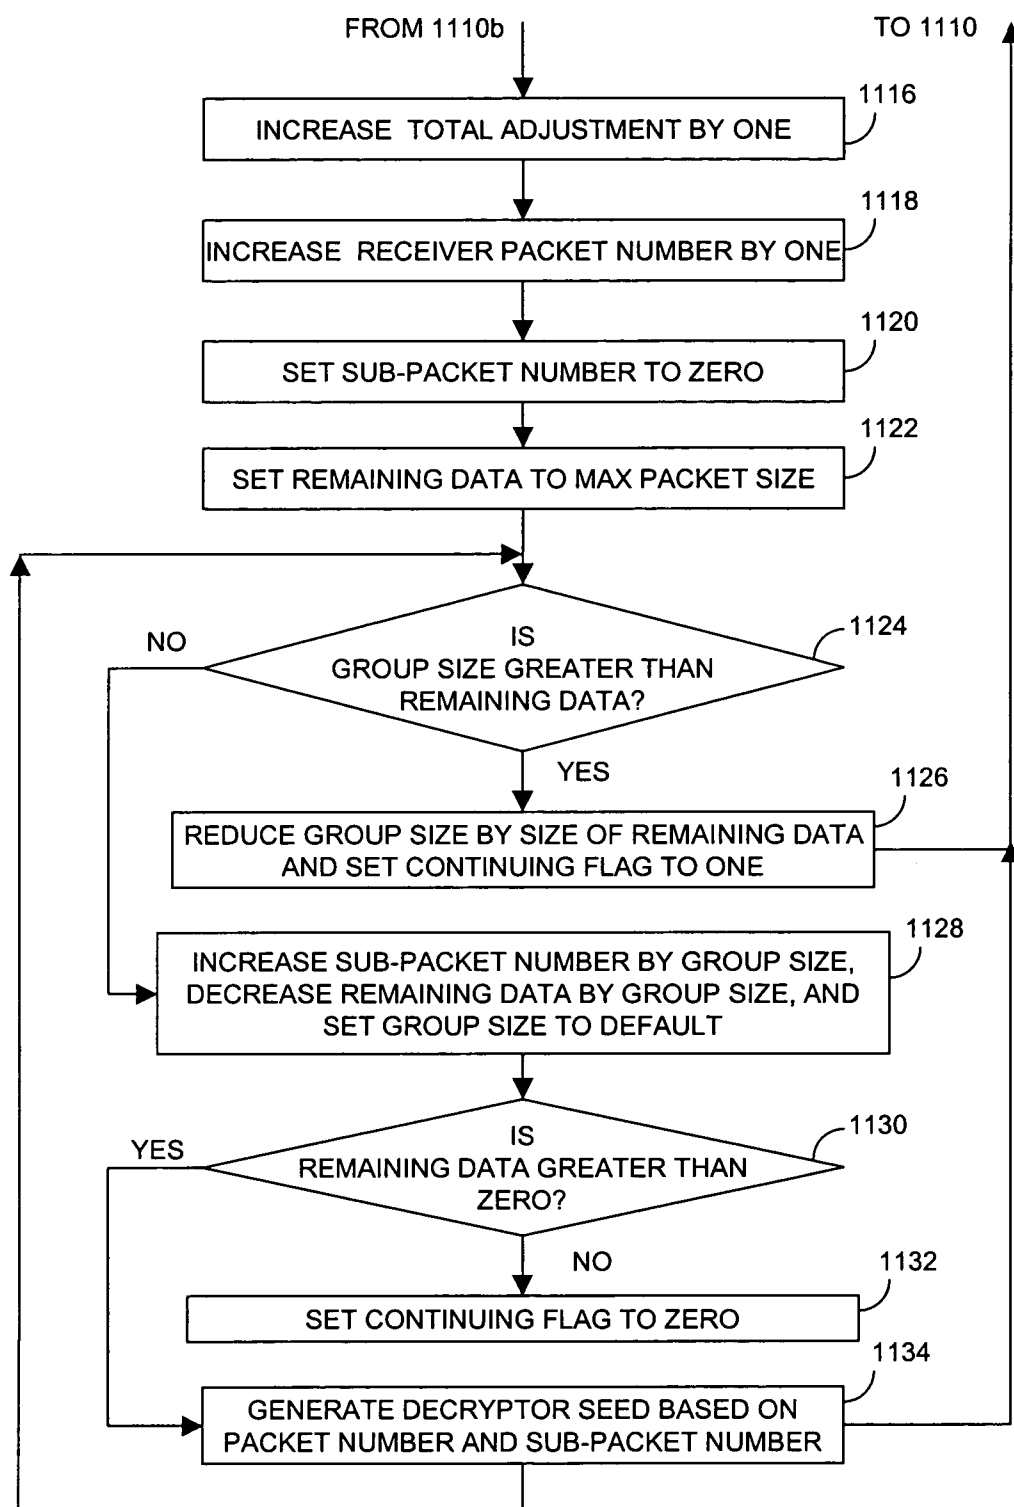 FROM 1110b
TO 1110
1116
INCREASE TOTAL ADJUSTMENT BY ONE
1118
INCREASE RECEIVER PACKET NUMBER BY ONE
1120
SET SUB-PACKET NUMBER TO ZERO
1122
SET REMAINING DATA TO MAX PACKET SIZE
NO
IS
GROUP SIZE GREATER THAN
REMAINING DATA?
1124
YES
1126
REDUCE GROUP SIZE BY SIZE OF REMAINING DATA
AND SET CONTINUING FLAG TO ONE
1128
INCREASE SUB-PACKET NUMBER BY GROUP SIZE,
DECREASE REMAINING DATA BY GROUP SIZE, AND
SET GROUP SIZE TO DEFAULT
YES
IS
REMAINING DATA GREATER THAN
ZERO?
1130
NO
1132
SET CONTINUING FLAG TO ZERO
1134
GENERATE DECRYPTOR SEED BASED ON
PACKET NUMBER AND SUB-PACKET NUMBER